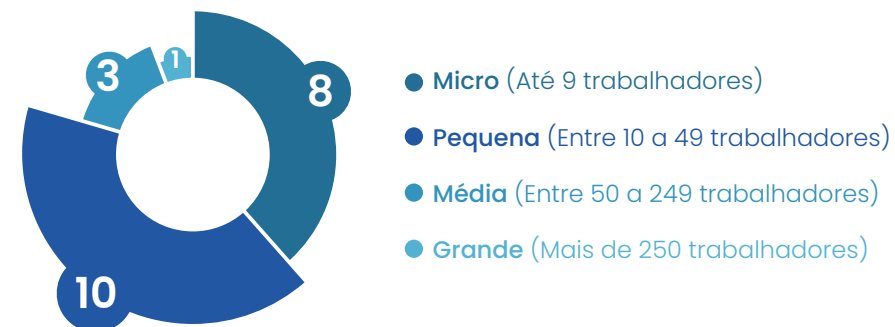 1
3
8
10
Micro (Até 9 trabalhadores)
Pequena (Entre 10 a 49 trabalhadores)
Média (Entre 50 a 249 trabalhadores)
Grande (Mais de 250 trabalhadores)